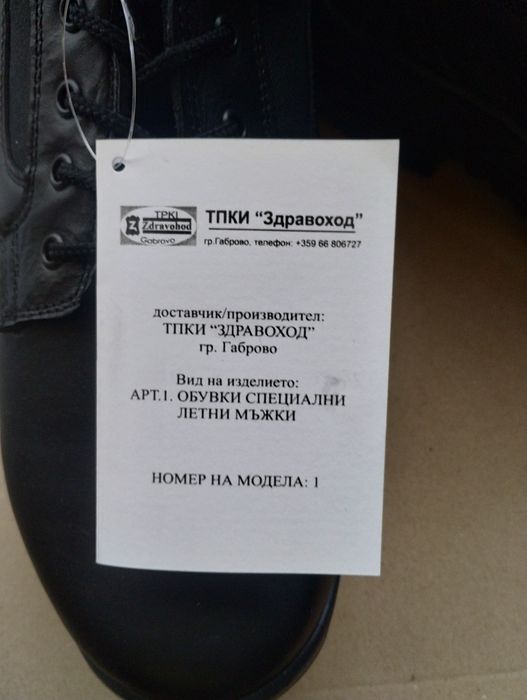 TPKI
Zdravohod
Gabrovo
ТПКИ “Здравоход”
гр.Габрово, телефон: +359 66 806727
доставчик/производител:
ТПКИ “ЗДРАВОХОД”
гр. Габрово
Вид на изделието:
АРТ.1. ОБУВКИ СПЕЦИАЛНИ
ЛЕТНИ МЪЖКИ
НОМЕР НА МОДЕЛА: 1